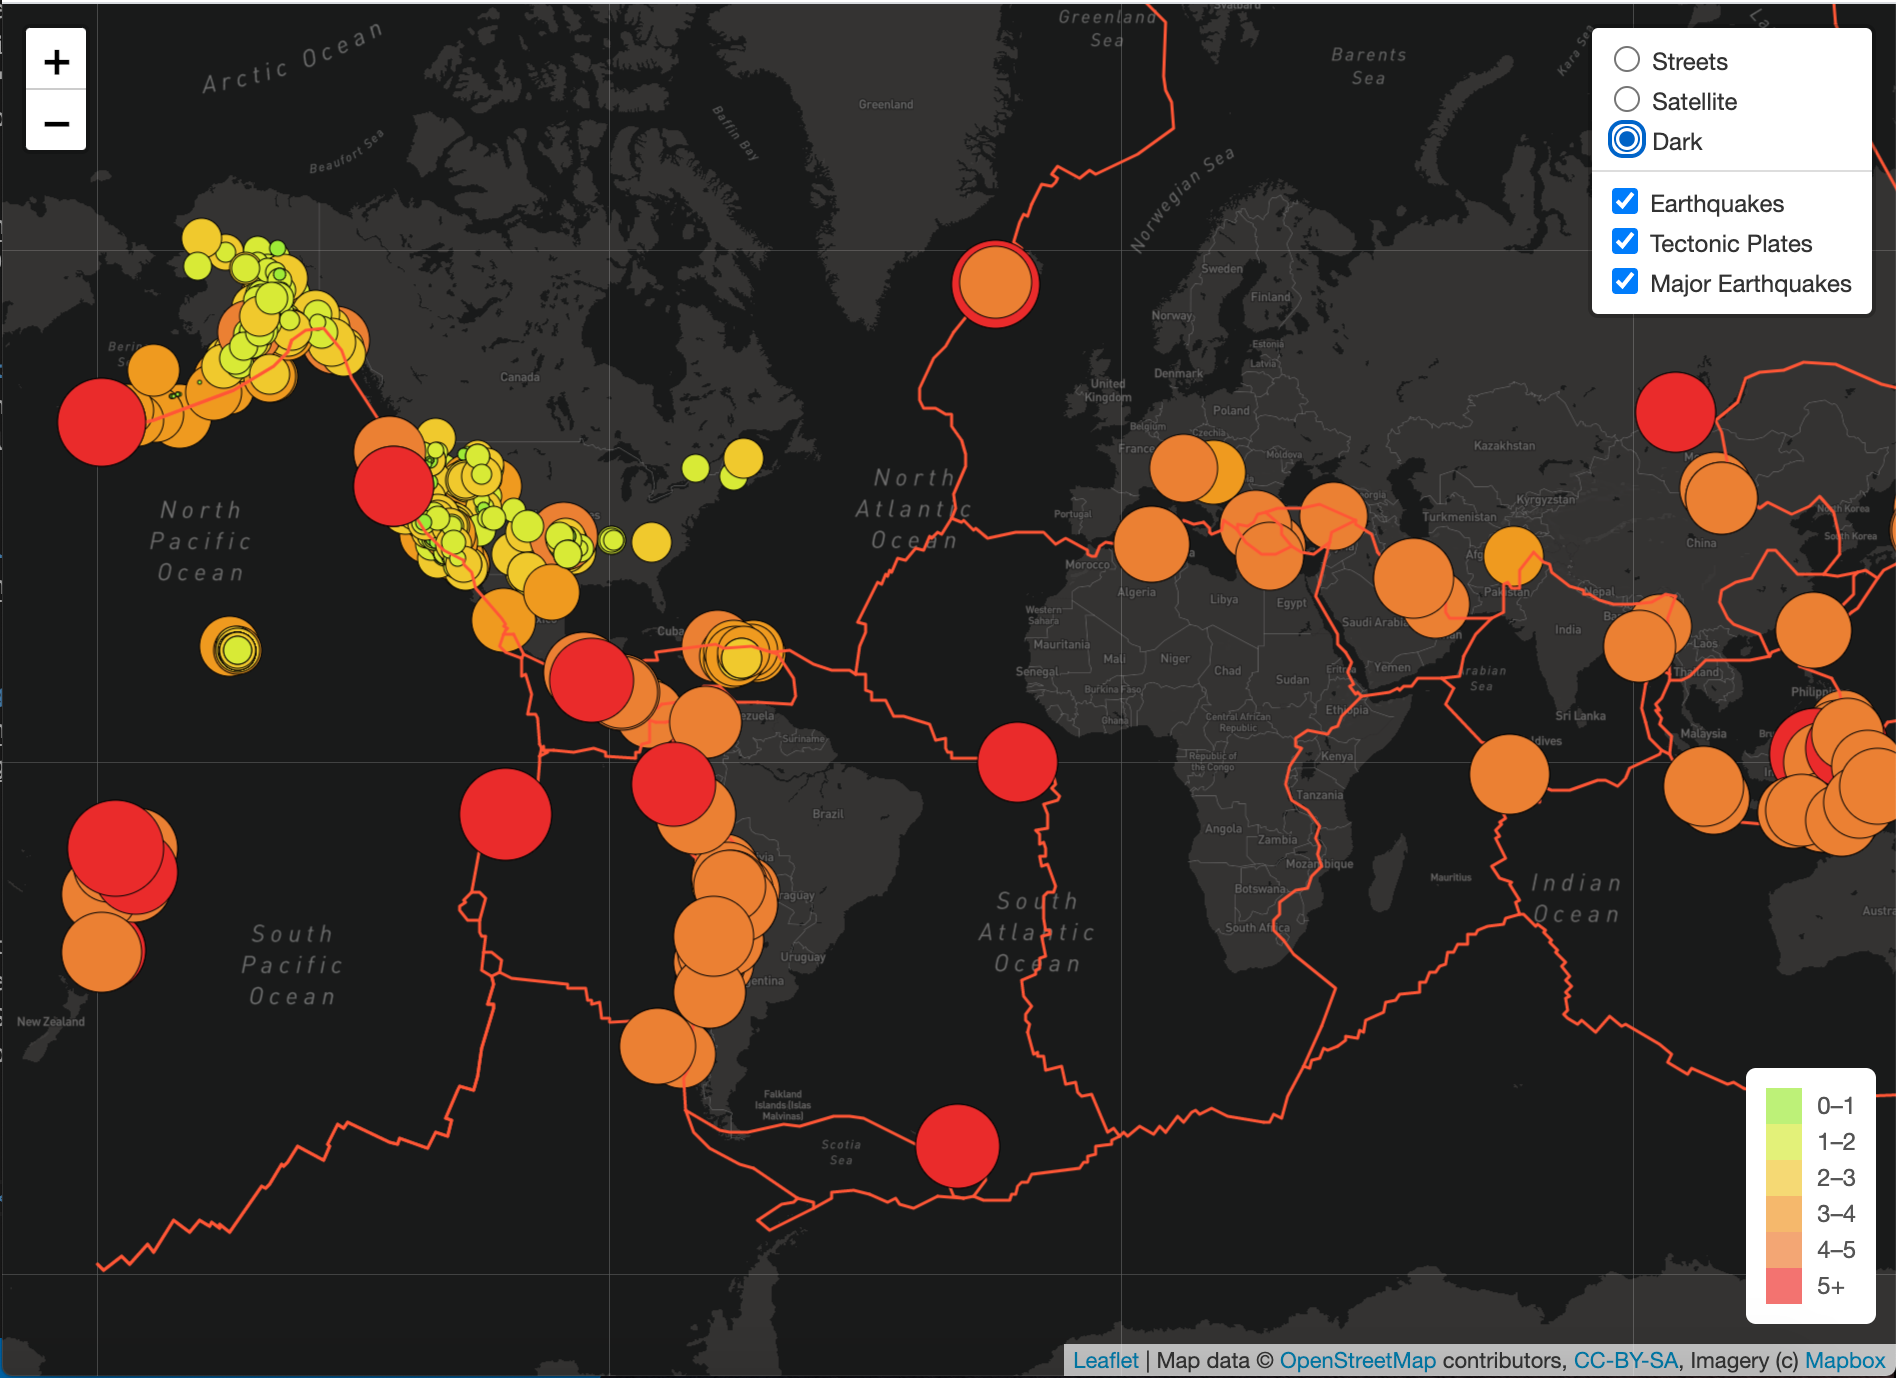 +
−
Arctic Ocean
Beaufort Sea
Baffin Bay
Greenland
Greenland
Sea
Svalbard
Barents
Sea
Kara Sea
Norwegian Sea
Streets
Satellite
Dark
Earthquakes
Tectonic Plates
Major Earthquakes
Sweden
Finland
Norway
Estonia
Latvia
Denmark
United
Kingdom
Poland
Belgium
Czechia
France
Moldova
Kazakhstan
Kyrgyzstan
Turkmenistan
Portugal
North Korea
South Korea
China
Canada
North
Pacific
Ocean
North
Atlantic
Ocean
Morocco
Algeria
Libya
Egypt
Western
Sahara
Saudi Arabia
Pakistan
Nepal
India
Laos
Thailand
Cuba
Mauritania
Mali
Niger
Chad
Sudan
Eritrea
Yemen
Arabian
Sea
Senegal
Burkina Faso
Ghana
Central African
Republic
Ethiopia
Sri Lanka
Malaysia
Suriname
Republic of
the Congo
Kenya
Tanzania
Brazil
Angola
Zambia
Mozambique
Botswana
South Africa
Mauritius
Indian
Ocean
Uruguay
South
Pacific
Ocean
South
Atlantic
Ocean
New Zealand
Falkland
Islands (Islas
Malvinas)
Scotia
Sea
0–1
1–2
2–3
3–4
4–5
5+
Leaflet | Map data © OpenStreetMap contributors, CC-BY-SA, Imagery (c) Mapbox